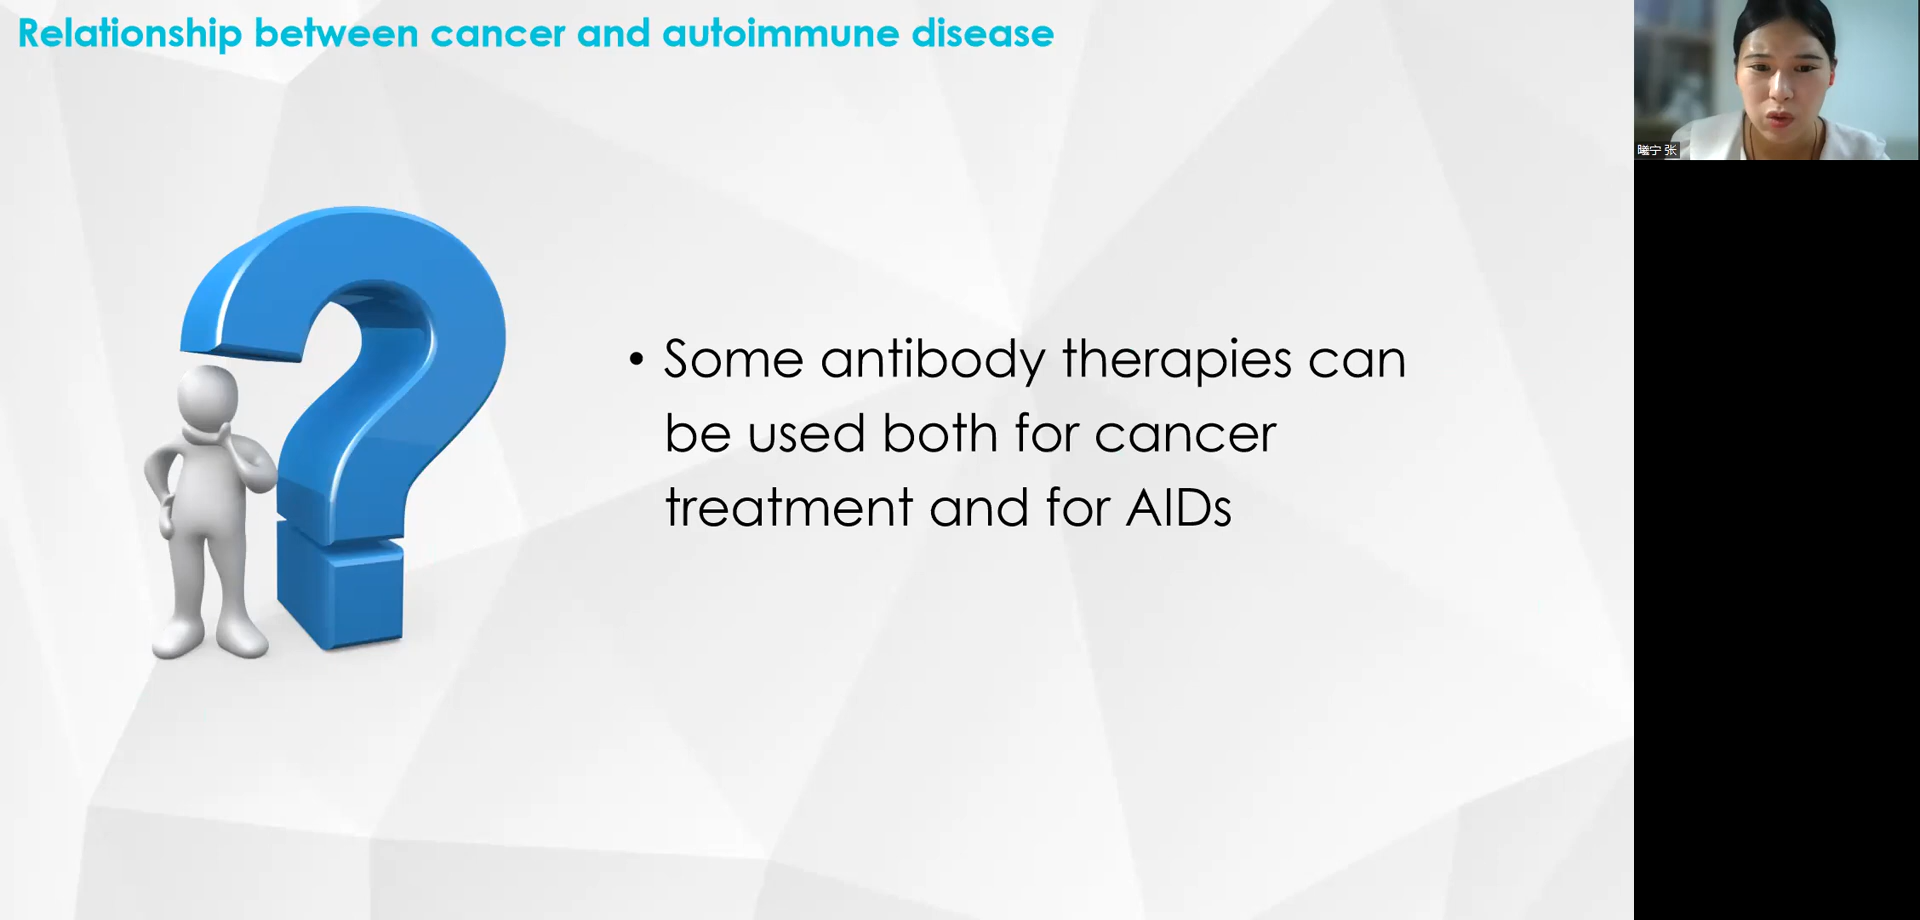 Relationship between cancer and autoimmune disease
• Some antibody therapies can
be used both for cancer
treatment and for AIDs
曦宁 张